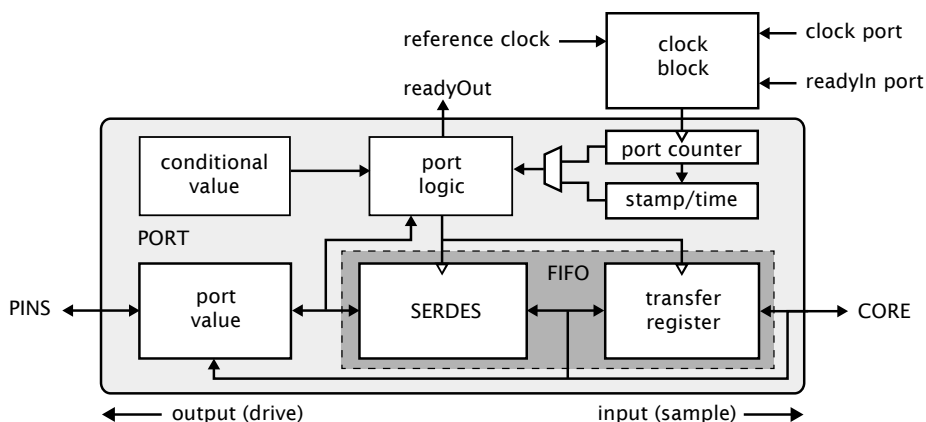 reference clock
clock
block
clock port
readyIn port
readyOut
conditional
value
port
logic
port counter
stamp/time
PORT
FIFO
PINS
port
value
SERDES
transfer
register
CORE
output (drive)
input (sample)